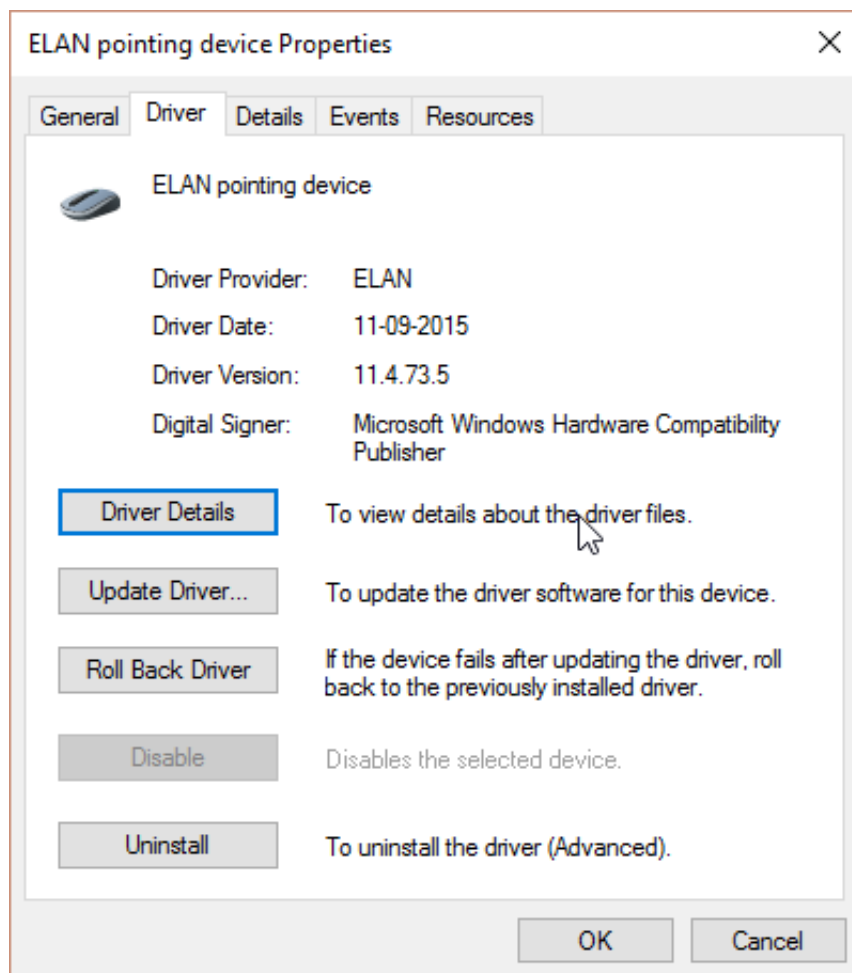 ELAN pointing device Properties
General Driver Details Events Resources
ELAN pointing device
Driver Provider: ELAN
Driver Date: 11-09-2015
Driver Version: 11.4.73.5
Digital Signer: Microsoft Windows Hardware Compatibility
Publisher
Driver Details To view details about the driver files.
Update Driver... To update the driver software for this device.
Roll Back Driver If the device fails after updating the driver, roll
back to the previously installed driver.
Disable Disables the selected device.
Uninstall To uninstall the driver (Advanced).
OK Cancel